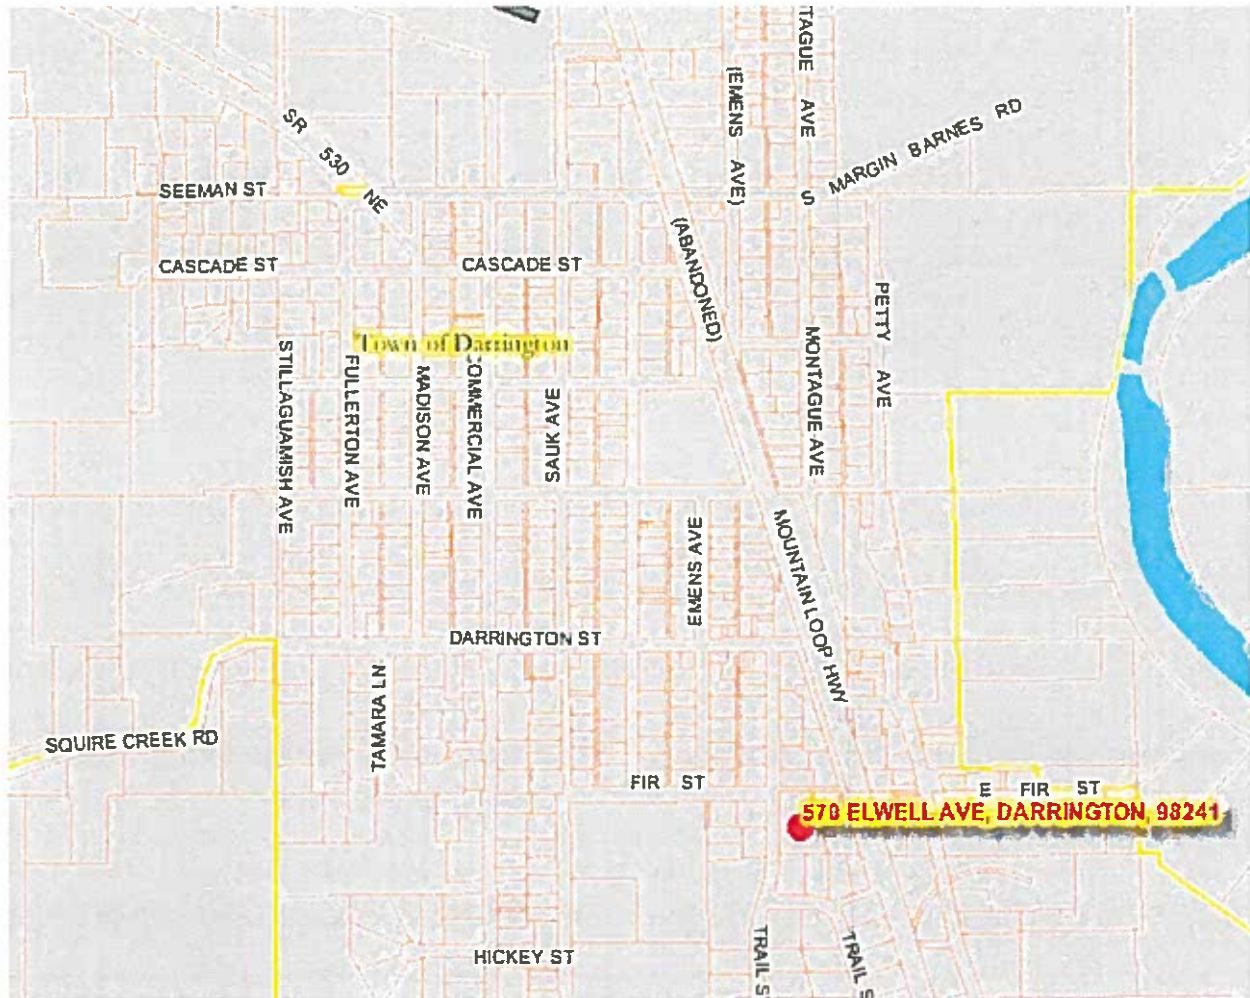 TAGUE AVE
(EMENS AVE)
SR 530 NE
S MARGIN BARNES RD
SEEMAN ST
CASCADE ST
CASCADE ST
(ABANDONED)
PETTY AVE
Town of Darrington
STILLAGUAMISH AVE
FULLERTON AVE
MADISON AVE
COMMERCIAL AVE
SAUK AVE
MONTAGUE AVE
EMENS AVE
MOUNTAIN LOOP HWY
DARRINGTON ST
TAMARA LN
SQUIRE CREEK RD
FIR ST
E FIR ST
570 ELWELL AVE, DARRINGTON, 98241
HICKEY ST
TRAIL S
TRAIL S